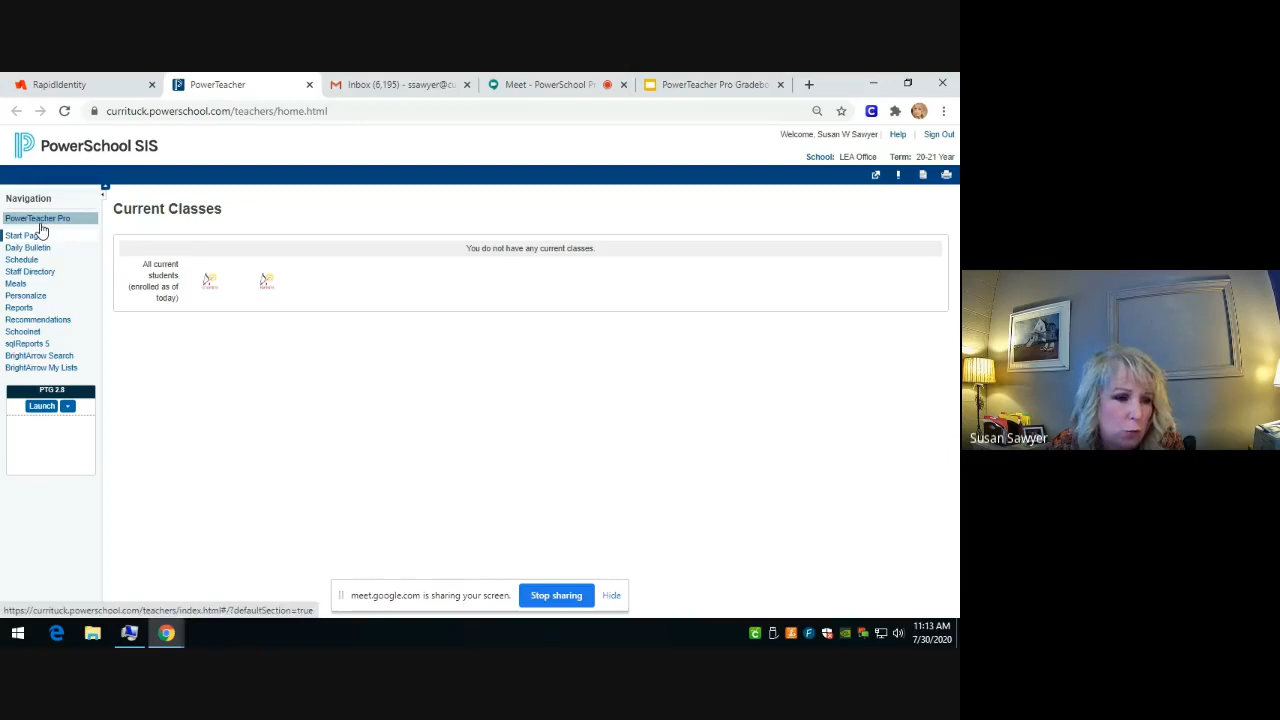 RapidIdentity
PowerTeacher
Inbox (6,195) - ssawyer@cu
Meet - PowerSchool Pr
PowerTeacher Pro Gradeb
currituck.powerschool.com/teachers/home.html
PowerSchool SIS
Welcome, Susan W Sawyer | Help | Sign Out
School: LEA Office Term: 20-21 Year
Navigation
PowerTeacher Pro
Start Pag
Daily Bulletin
Schedule
Staff Directory
Meals
Personalize
Reports
Recommendations
Schoolnet
sqlReports 5
BrightArrow Search
BrightArrow My Lists
PTG 2.8
Launch
Current Classes
You do not have any current classes.
All current
students
(enrolled as of
today)
meet.google.com is sharing your screen. Stop sharing Hide
https://currituck.powerschool.com/teachers/index.html#/?defaultSection=true
11:13 AM
7/30/2020
Susan Sawyer